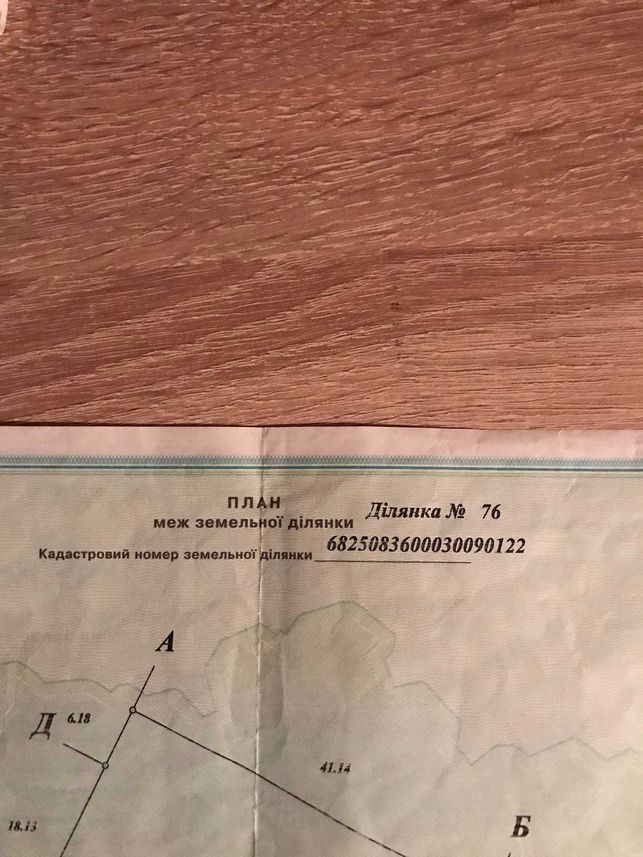 ПЛАН
меж земельної ділянки
Ділянка № 76
Кадастровий номер земельної ділянки 6825083600030090122
А
Д 6.18
41.14
18.13
Б